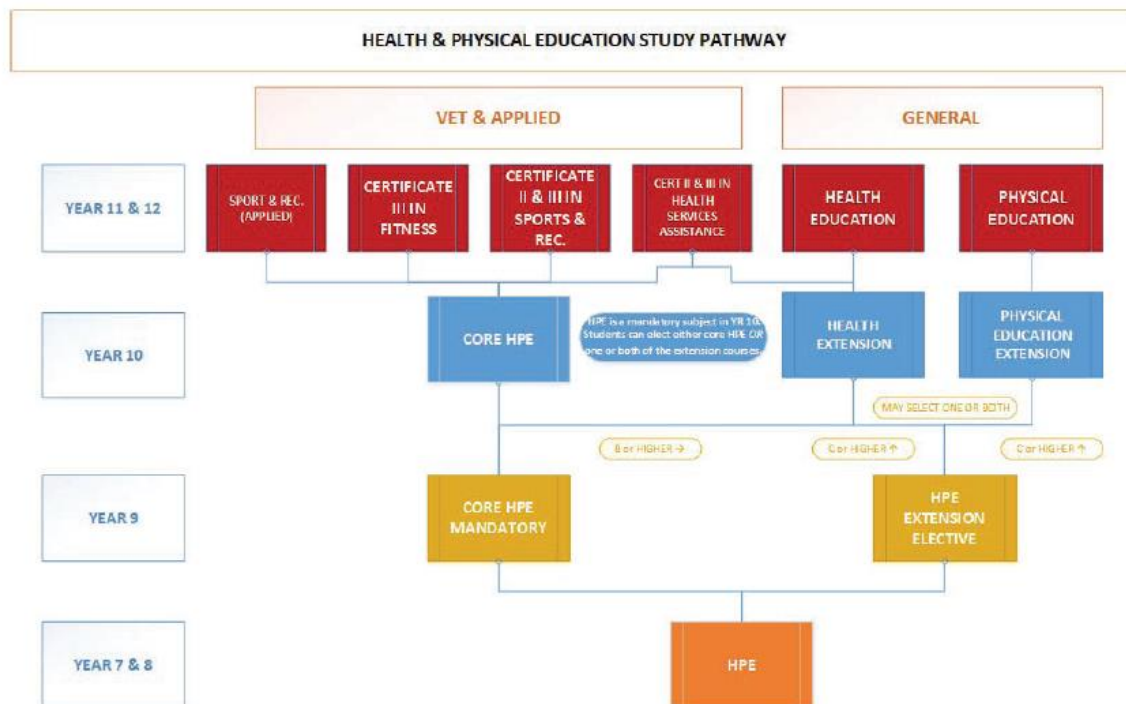 HEALTH & PHYSICAL EDUCATION STUDY PATHWAY
VET & APPLIED
GENERAL
YEAR 11 & 12
SPORT & REC.
(APPLIED)
CERTIFICATE
III IN
FITNESS
CERTIFICATE
II & III IN
SPORTS &
REC.
CERT II & III IN
HEALTH
SERVICES
ASSISTANCE
HEALTH
EDUCATION
PHYSICAL
EDUCATION
YEAR 10
CORE HPE
HPE is a mandatory subject in YR 10.
Students can elect either core HPE OR
one or both of the extension courses.
HEALTH
EXTENSION
PHYSICAL
EDUCATION
EXTENSION
MAY SELECT ONE OR BOTH
B or HIGHER →
C or HIGHER ↑
C or HIGHER ↑
YEAR 9
CORE HPE
MANDATORY
HPE
EXTENSION
ELECTIVE
YEAR 7 & 8
HPE